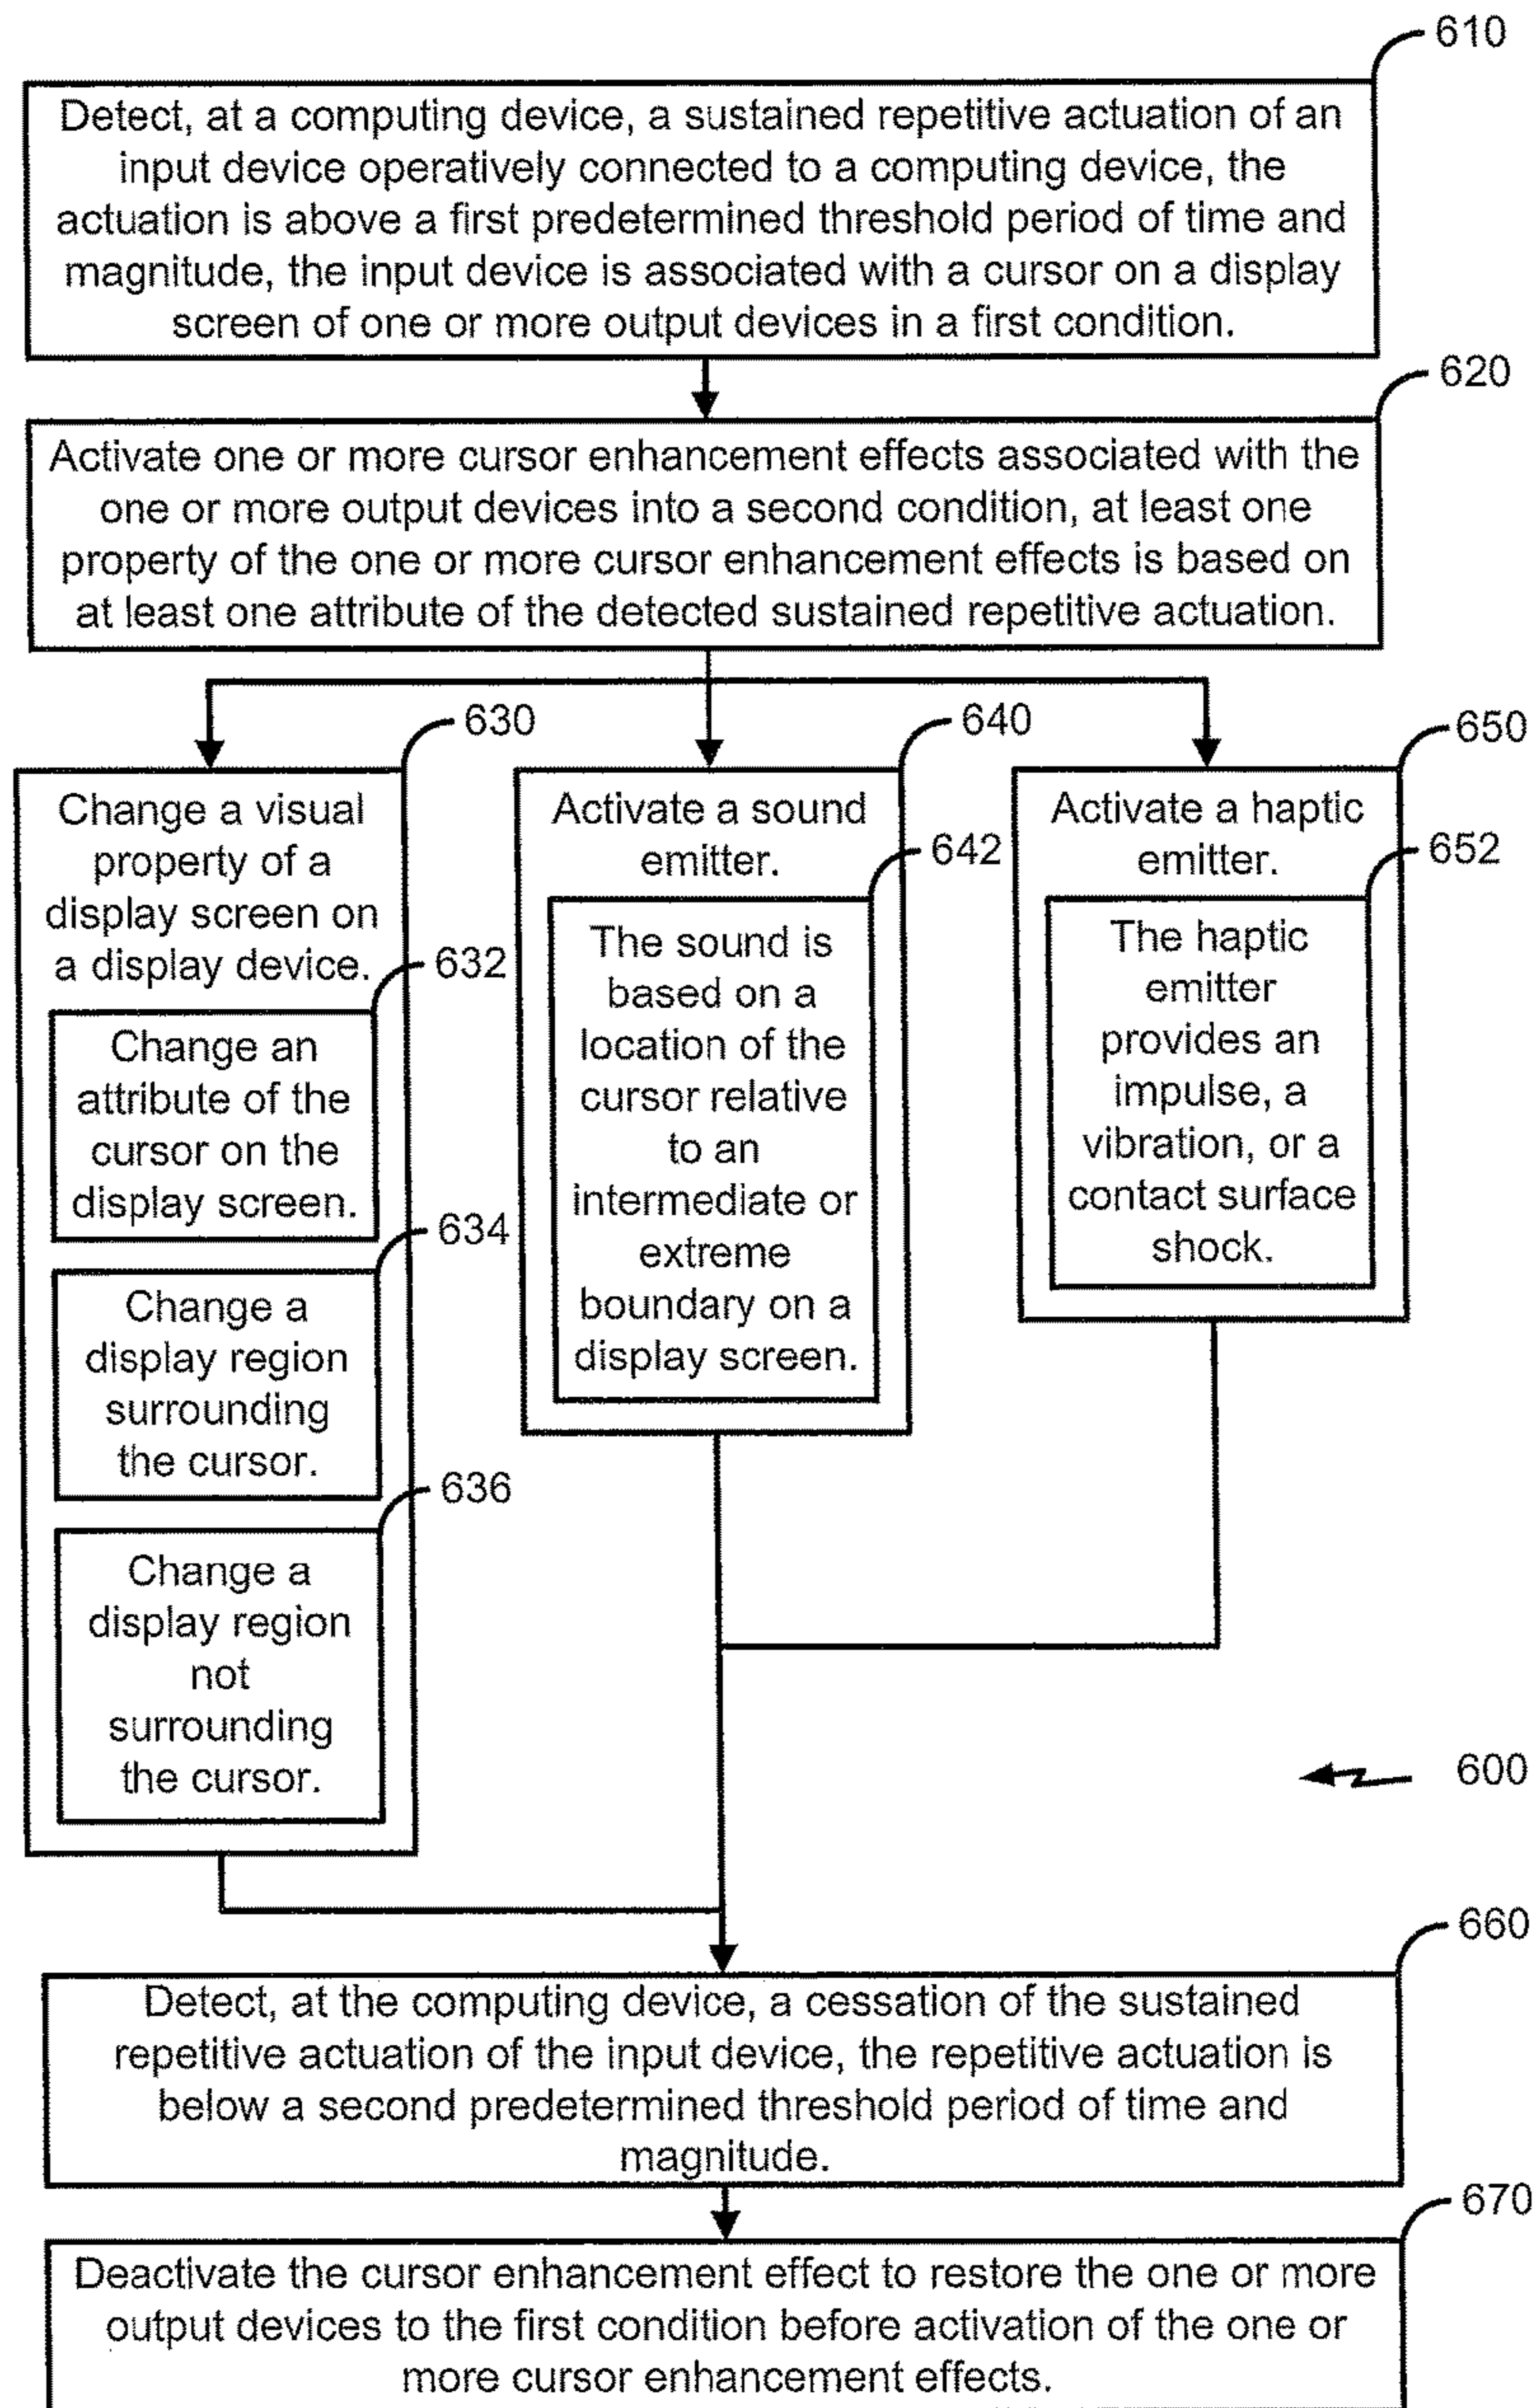 610
Detect, at a computing device, a sustained repetitive actuation of an
input device operatively connected to a computing device, the
actuation is above a first predetermined threshold period of time and
magnitude, the input device is associated with a cursor on a display
screen of one or more output devices in a first condition.
620
Activate one or more cursor enhancement effects associated with the
one or more output devices into a second condition, at least one
property of the one or more cursor enhancement effects is based on
at least one attribute of the detected sustained repetitive actuation.
630
Change a visual
property of a
display screen on
a display device.
632
Change an
attribute of the
cursor on the
display screen.
634
Change a
display region
surrounding
the cursor.
636
Change a
display region
not
surrounding
the cursor.
640
Activate a sound
emitter.
642
The sound is
based on a
location of the
cursor relative
to an
intermediate or
extreme
boundary on a
display screen.
650
Activate a haptic
emitter.
652
The haptic
emitter
provides an
impulse, a
vibration, or a
contact surface
shock.
600
660
Detect, at the computing device, a cessation of the sustained
repetitive actuation of the input device, the repetitive actuation is
below a second predetermined threshold period of time and
magnitude.
670
Deactivate the cursor enhancement effect to restore the one or more
output devices to the first condition before activation of the one or
more cursor enhancement effects.